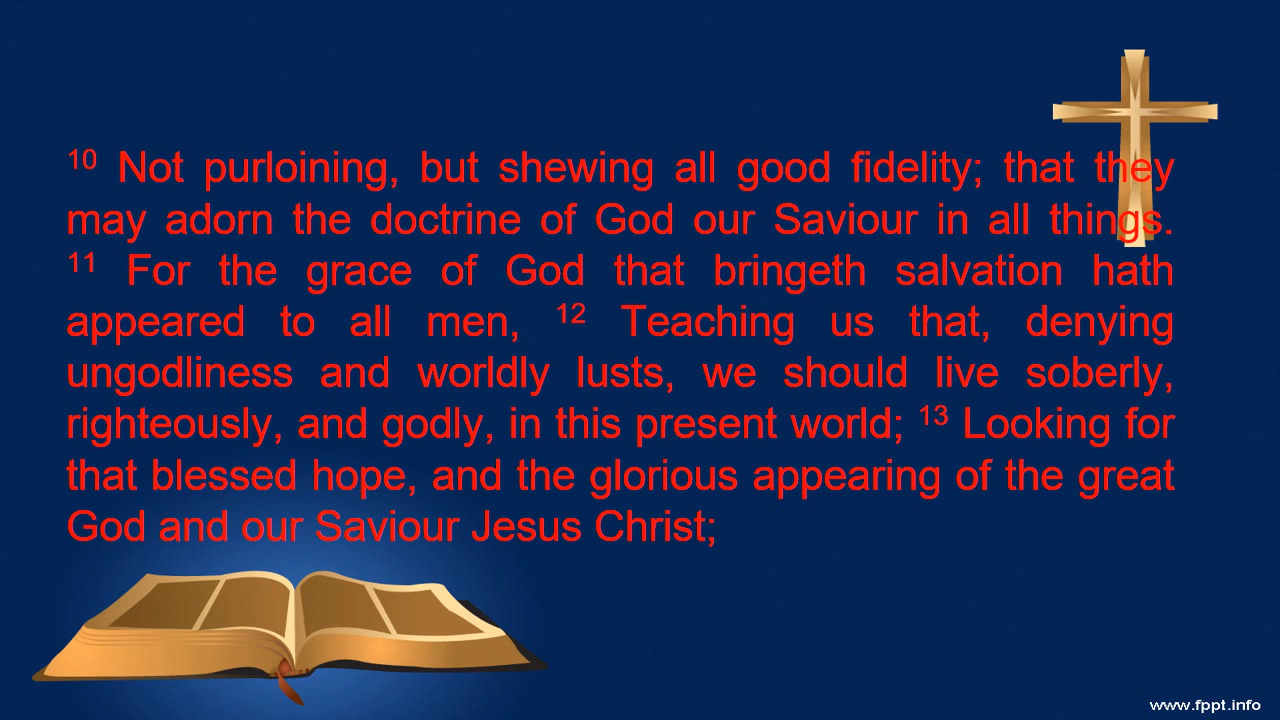 10 Not purloining, but shewing all good fidelity; that they
may adorn the doctrine of God our Saviour in all things.
11 For the grace of God that bringeth salvation hath
appeared to all men, 12 Teaching us that, denying
ungodliness and worldly lusts, we should live soberly,
righteously, and godly, in this present world; 13 Looking for
that blessed hope, and the glorious appearing of the great
God and our Saviour Jesus Christ;
www.fppt.info